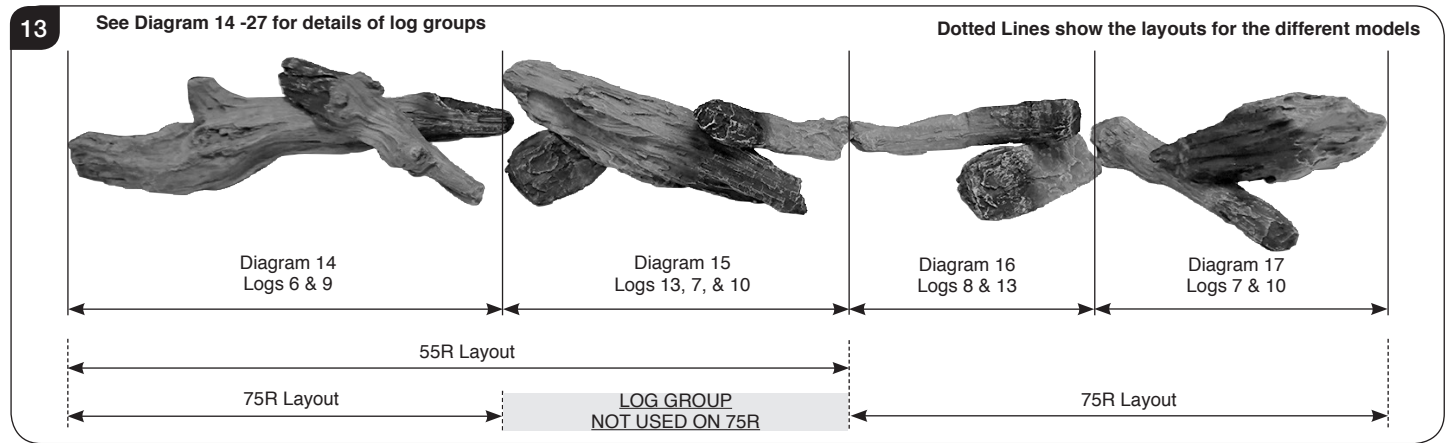 13
See Diagram 14 -27 for details of log groups
Dotted Lines show the layouts for the different models
Diagram 14
Logs 6 & 9
Diagram 15
Logs 13, 7, & 10
Diagram 16
Logs 8 & 13
Diagram 17
Logs 7 & 10
55R Layout
75R Layout
LOG GROUP
NOT USED ON 75R
75R Layout